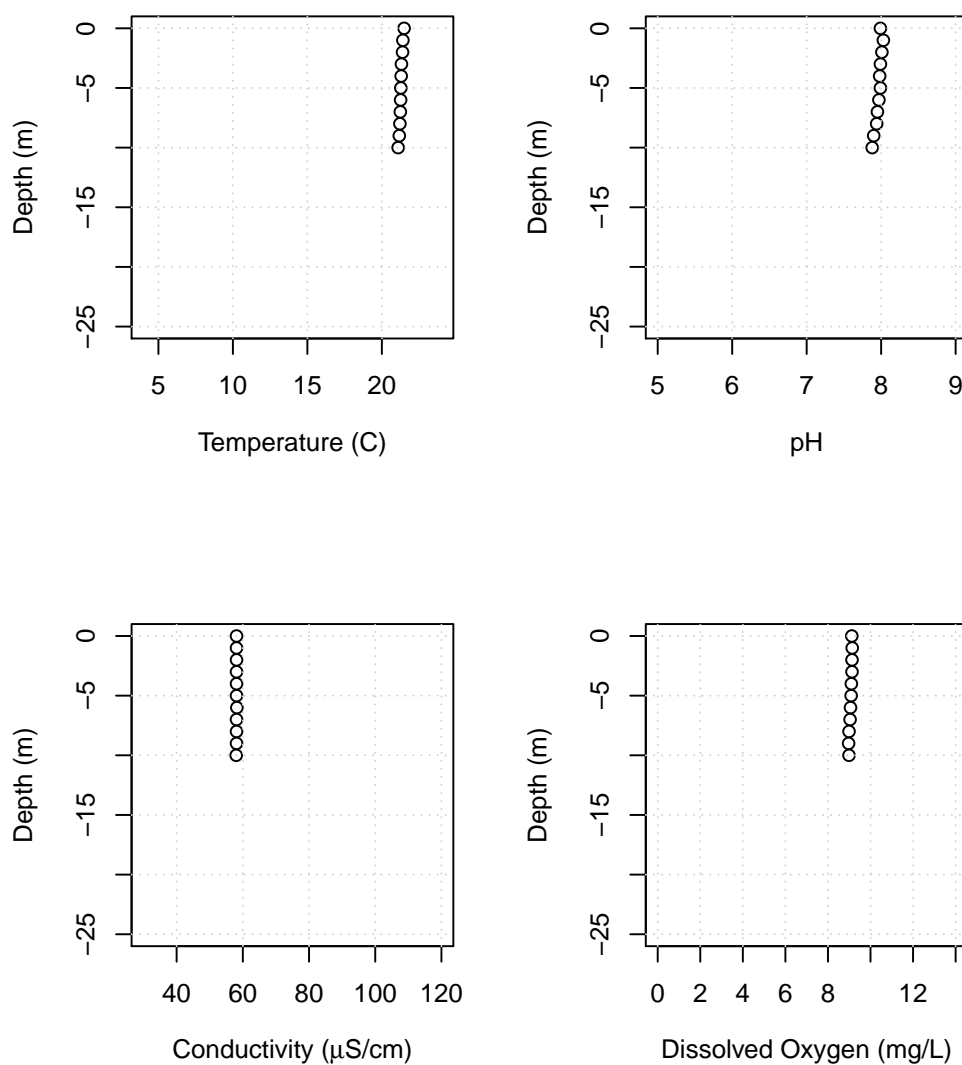 0
−5
−15
−25
Depth (m)
5 10 15 20
Temperature (C)
0
−5
−15
−25
Depth (m)
5 6 7 8 9
pH
0
−5
−15
−25
Depth (m)
40 60 80 100 120
Conductivity (μS/cm)
0
−5
−15
−25
Depth (m)
0 2 4 6 8 12
Dissolved Oxygen (mg/L)